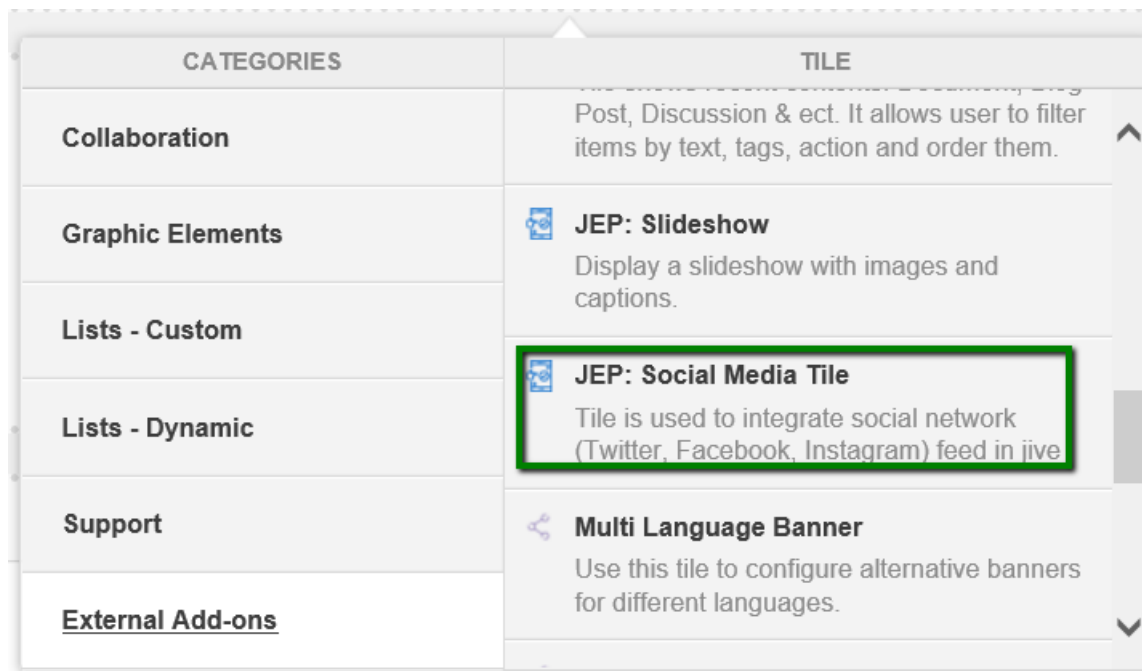 CATEGORIES
TILE
Collaboration
Graphic Elements
Lists - Custom
Lists - Dynamic
Support
External Add-ons
Post, Discussion & ect. It allows user to filter
items by text, tags, action and order them.
JEP: Slideshow
Display a slideshow with images and
captions.
JEP: Social Media Tile
Tile is used to integrate social network
(Twitter, Facebook, Instagram) feed in jive
Multi Language Banner
Use this tile to configure alternative banners
for different languages.